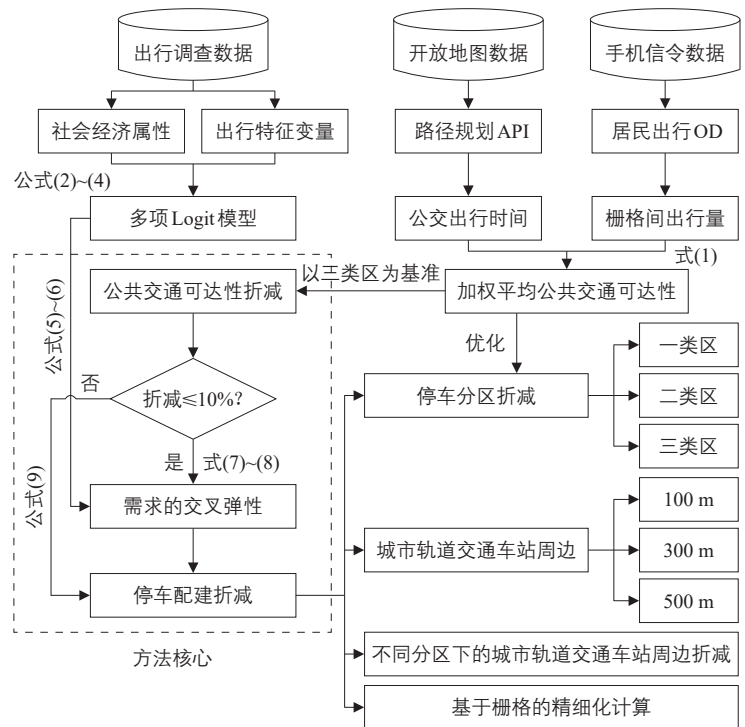 出行调查数据
开放地图数据
手机信令数据
社会经济属性
出行特征变量
路径规划API
居民出行OD
公式(2)~(4)
多项Logit模型
公交出行时间
栅格间出行量
式(1)
公共交通可达性折减
以三类区为基准
加权平均公共交通可达性
公式(5)~(6)
优化
一类区
否
折减≤10%?
停车分区折减
二类区
三类区
是
式(7)~(8)
公式(9)
需求的交叉弹性
100 m
城市轨道交通车站周边
300 m
停车配建折减
500 m
方法核心
不同分区下的城市轨道交通车站周边折减
基于栅格的精细化计算